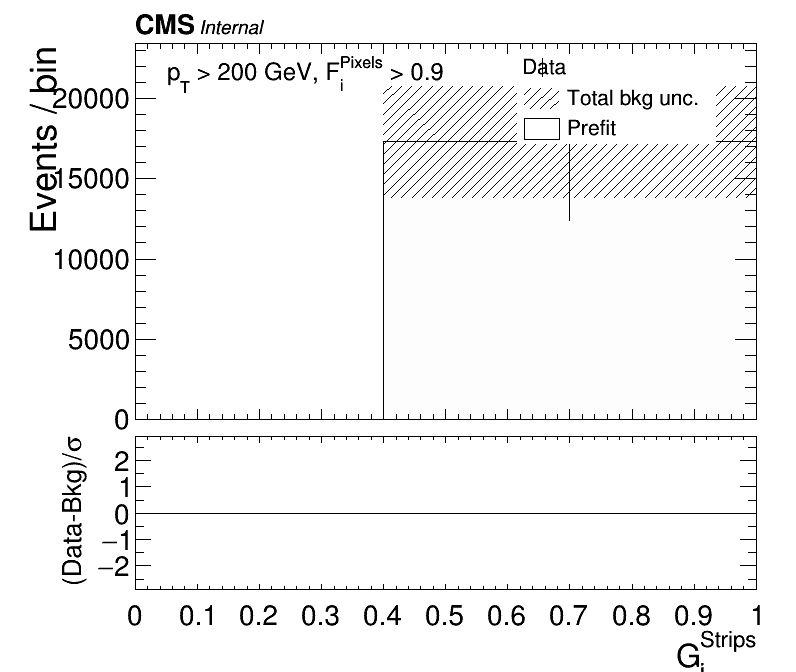 CMS Internal
p_T > 200 GeV, F_i^Pixels > 0.9
Data
Total bkg unc.
Prefit
Events / bin
20000
15000
10000
5000
0
(Data-Bkg)/σ
2
1
0
−1
−2
0 0.1 0.2 0.3 0.4 0.5 0.6 0.7 0.8 0.9 1
G_i^Strips